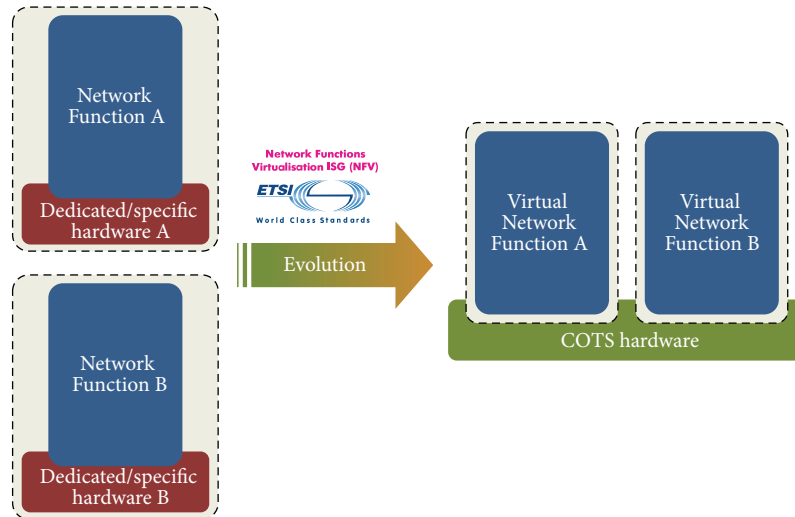 Network
Function A
Dedicated/specific
hardware A
Network
Function B
Dedicated/specific
hardware B
Network Functions
Virtualisation ISG (NFV)
ETSI
World Class Standards
Evolution
Virtual
Network
Function A
Virtual
Network
Function B
COTS hardware